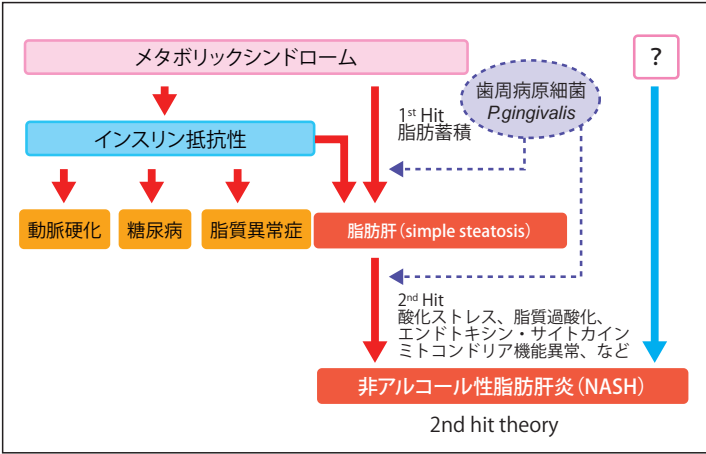 メタボリックシンドローム
?
歯周病原細菌
P.gingivalis
1st Hit
脂肪蓄積
インスリン抵抗性
動脈硬化
糖尿病
脂質異常症
脂肪肝(simple steatosis)
2nd Hit
酸化ストレス、脂質過酸化、
エンドトキシン・サイトカイン
ミトコンドリア機能異常、など
非アルコール性脂肪肝炎(NASH)
2nd hit theory